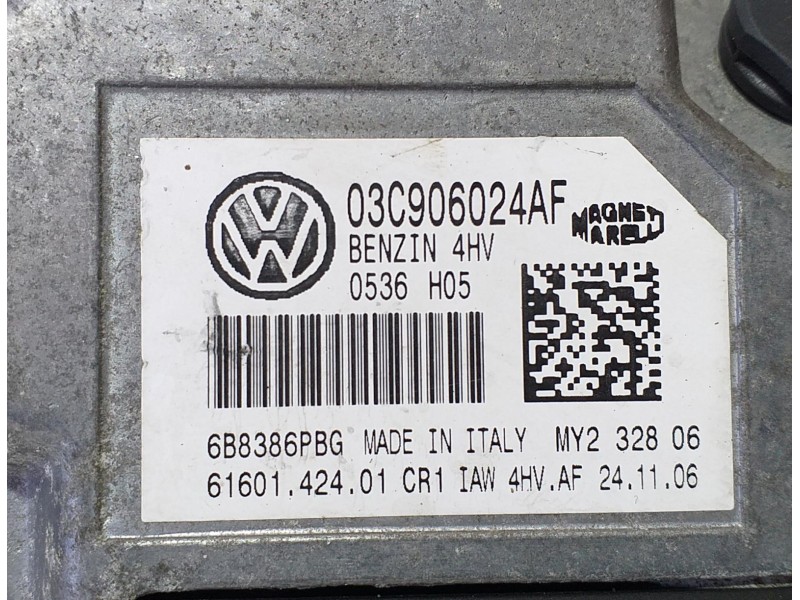 03C906024AF
MAGNETI MARELLI
BENZIN 4HV
0536 H05
6B8386PBG MADE IN ITALY MY2 328 06
61601.424.01 CR1 IAW 4HV.AF 24.11.06